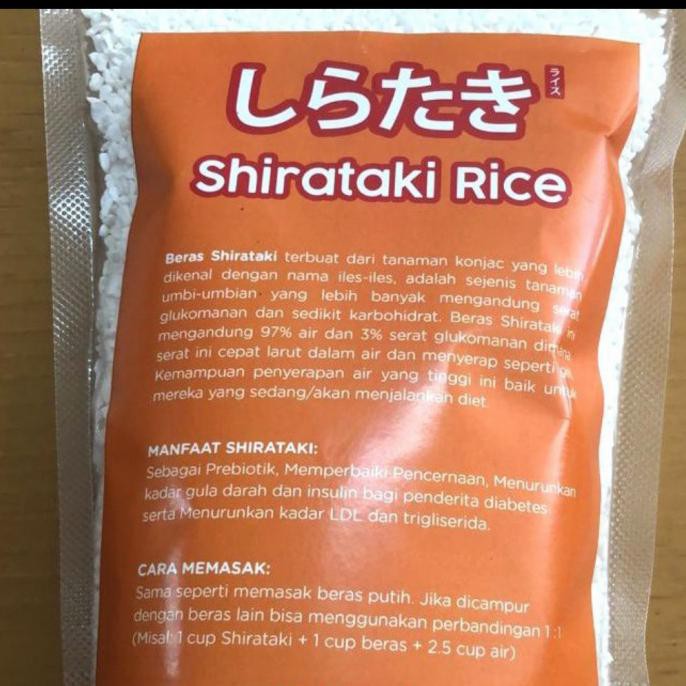 しらたき
ライス
Shirataki Rice
Beras Shirataki terbuat dari tanaman konjac yang lebih
dikenal dengan nama iles-iles, adalah sejenis tanaman
umbi-umbian yang lebih banyak mengandung serat
glukomanan dan sedikit karbohidrat. Beras Shirataki ini
mengandung 97% air dan 3% serat glukomanan dimana
serat ini cepat larut dalam air dan menyerap seperti
Kemampuan penyerapan air yang tinggi ini baik untuk
mereka yang sedang/akan menjalankan diet.
MANFAAT SHIRATAKI:
Sebagai Prebiotik, Memperbaiki Pencernaan, Menurunkan
kadar gula darah dan insulin bagi penderita diabetes
serta Menurunkan kadar LDL dan trigliserida.
CARA MEMASAK:
Sama seperti memasak beras putih. Jika dicampur
dengan beras lain bisa menggunakan perbandingan 1 :1
(Misal: 1 cup Shirataki + 1 cup beras + 2.5 cup air)